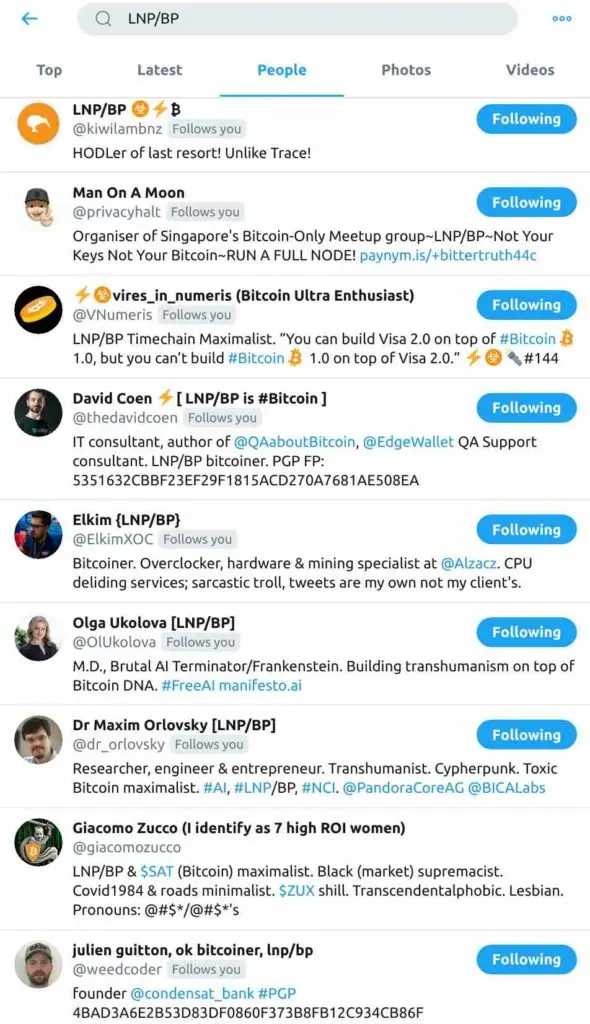 LNP/BP
Top Latest People Photos Videos
LNP/BP ☣️⚡₿
@kiwilambnz Follows you
Following
HODLer of last resort! Unlike Trace!
Man On A Moon
@privacyhalt Follows you
Following
Organiser of Singapore's Bitcoin-Only Meetup group~LNP/BP~Not Your
Keys Not Your Bitcoin~RUN A FULL NODE! paynym.is/+bittertruth44c
⚡☣️vires_in_numeris (Bitcoin Ultra Enthusiast)
@VNumeris Follows you
Following
LNP/BP Timechain Maximalist. “You can build Visa 2.0 on top of #Bitcoin ₿
1.0, but you can’t build #Bitcoin ₿ 1.0 on top of Visa 2.0.” ⚡☣️🔦#144
David Coen ⚡[ LNP/BP is #Bitcoin ]
@thedavidcoen Follows you
Following
IT consultant, author of @QAaboutBitcoin, @EdgeWallet QA Support
consultant. LNP/BP bitcoiner. PGP FP:
5351632CBBF23EF29F1815ACD270A7681AE508EA
Elkim {LNP/BP}
@ElkimXOC Follows you
Following
Bitcoiner. Overclocker, hardware & mining specialist at @Alzacz. CPU
deliding services; sarcastic troll, tweets are my own not my client's.
Olga Ukolova [LNP/BP]
@OlUkolova Follows you
Following
M.D., Brutal AI Terminator/Frankenstein. Building transhumanism on top of
Bitcoin DNA. #FreeAI manifesto.ai
Dr Maxim Orlovsky [LNP/BP]
@dr_orlovsky Follows you
Following
Researcher, engineer & entrepreneur. Transhumanist. Cypherpunk. Toxic
Bitcoin maximalist. #AI, #LNP/BP, #NCI. @PandoraCoreAG @BICALabs
Giacomo Zucco (I identify as 7 high ROI women)
@giacomozucco
LNP/BP & $SAT (Bitcoin) maximalist. Black (market) supremacist.
Covid1984 & roads minimalist. $ZUX shill. Transcendentalphobic. Lesbian.
Pronouns: @#$*/@#$*'s
julien guitton, ok bitcoiner, lnp/bp
@weedcoder Follows you
Following
founder @condensat_bank #PGP
4BAD3A6E2B53D83DF0860F373B8FB12C934CB86F